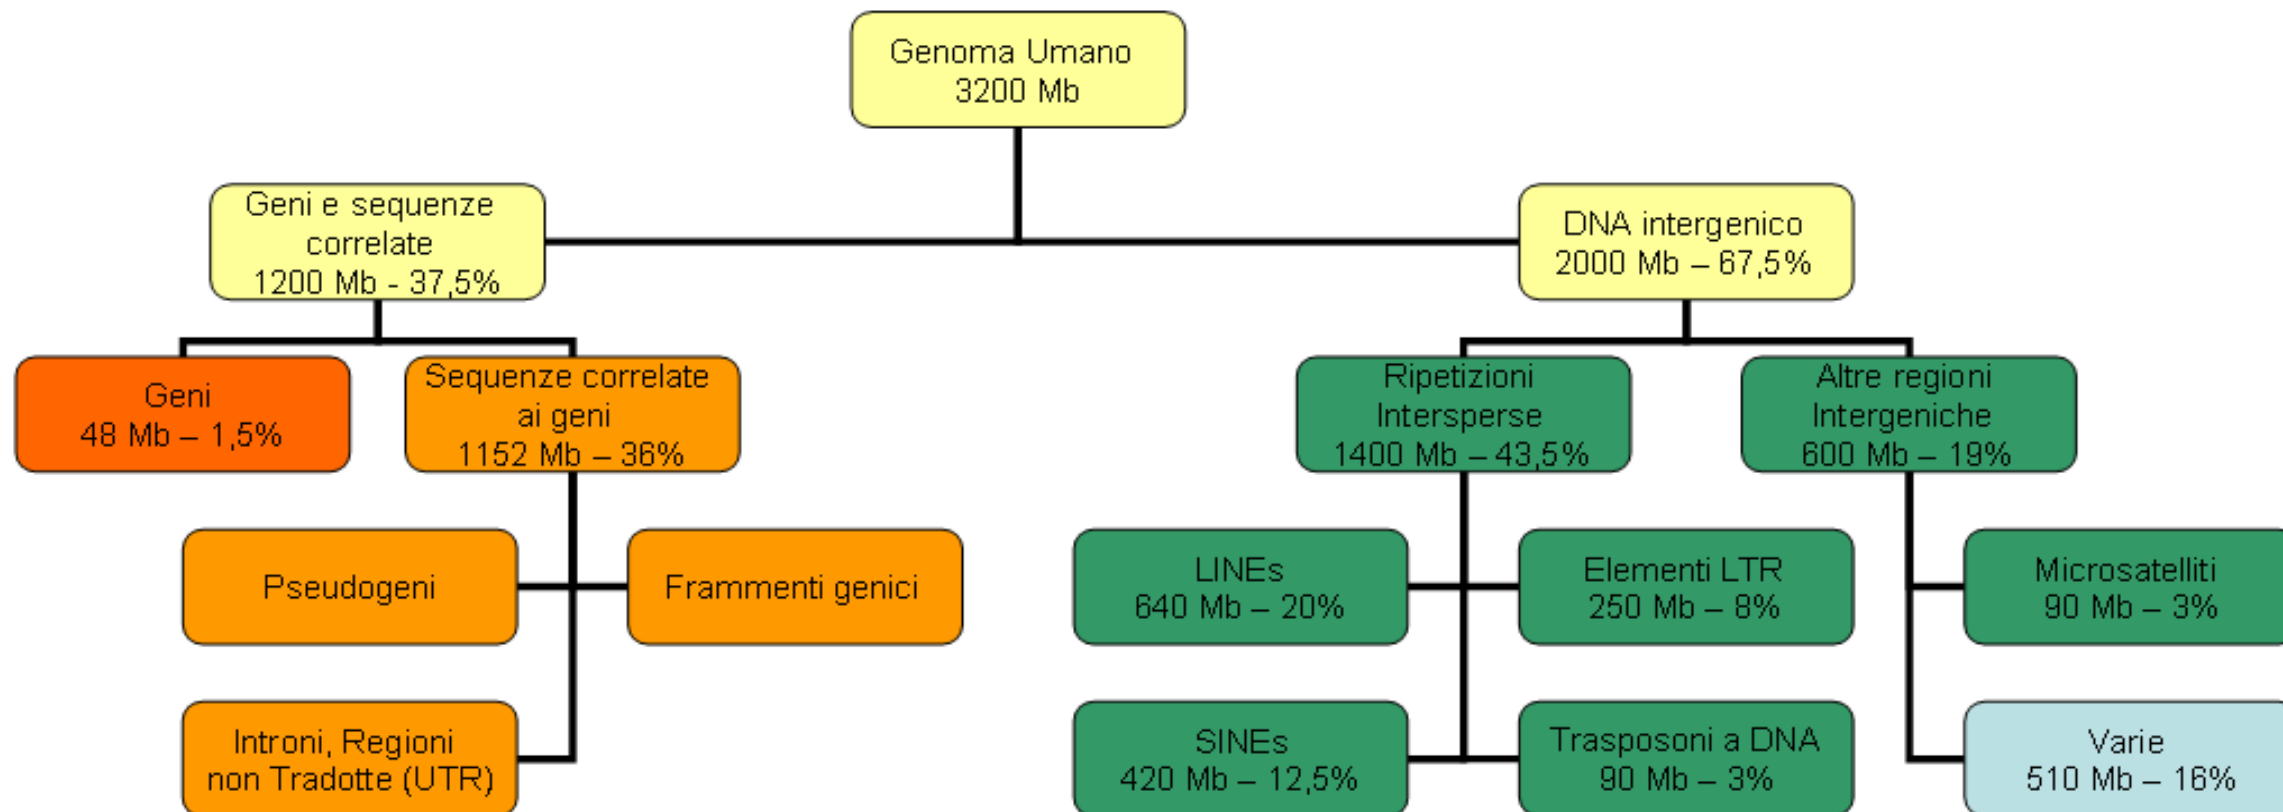 Genoma Umano
3200 Mb
Geni e sequenze
correlate
1200 Mb - 37,5%
DNA intergenico
2000 Mb – 67,5%
Geni
48 Mb – 1,5%
Sequenze correlate
ai geni
1152 Mb – 36%
Ripetizioni
Intersperse
1400 Mb – 43,5%
Altre regioni
Intergeniche
600 Mb – 19%
Pseudogeni
Frammenti genici
LINEs
640 Mb – 20%
Elementi LTR
250 Mb – 8%
Microsatelliti
90 Mb – 3%
Introni, Regioni
non Tradotte (UTR)
SINEs
420 Mb – 12,5%
Trasposoni a DNA
90 Mb – 3%
Varie
510 Mb – 16%